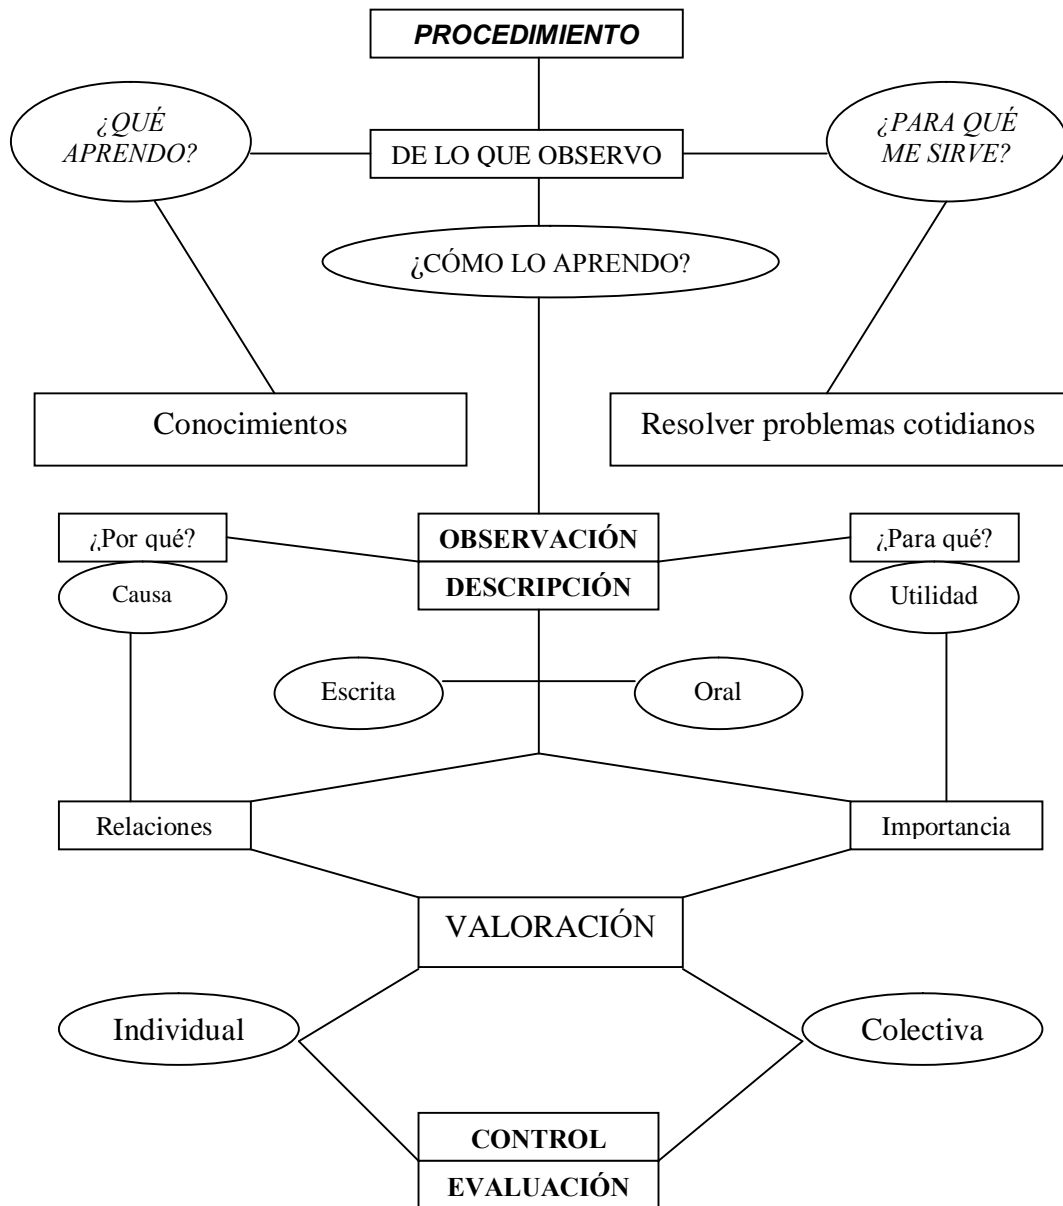 PROCEDIMIENTO
¿QUÉ
APRENDO?
DE LO QUE OBSERVO
¿PARA QUÉ
ME SIRVE?
¿CÓMO LO APRENDO?
Conocimientos
Resolver problemas cotidianos
¿Por qué?
OBSERVACIÓN
¿Para qué?
Causa
DESCRIPCIÓN
Utilidad
Escrita
Oral
Relaciones
Importancia
VALORACIÓN
Individual
Colectiva
CONTROL
EVALUACIÓN